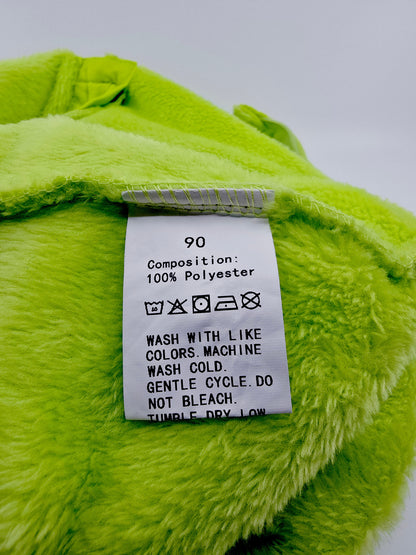 90
Composition:
100% Polyester
WASH WITH LIKE
COLORS.MACHINE
WASH COLD.
GENTLE CYCLE.DO
NOT BLEACH.
TUMBLE DRY LOW